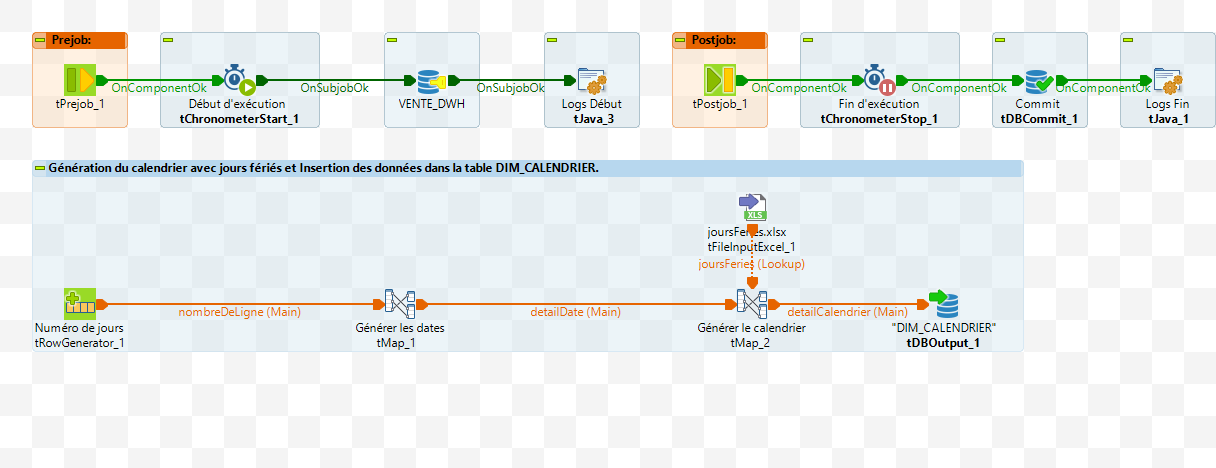 Prejob:
Postjob:
OnComponentOk
OnSubjobOk
OnSubjobOk
OnComponentOk
OnComponentOk
OnComponentOk
tPrejob_1
Début d'exécution
tChronometerStart_1
VENTE_DWH
Logs Début
tJava_3
tPostjob_1
Fin d'exécution
tChronometerStop_1
Commit
tDBCommit_1
Logs Fin
tJava_1
Génération du calendrier avec jours fériés et Insertion des données dans la table DIM_CALENDRIER.
XLS
joursFeries.xlsx
tFileInputExcel_1
joursFeries (Lookup)
nombreDeLigne (Main)
detailDate (Main)
detailCalendrier (Main)
Numéro de jours
tRowGenerator_1
Générer les dates
tMap_1
Générer le calendrier
tMap_2
"DIM_CALENDRIER"
tDBOutput_1